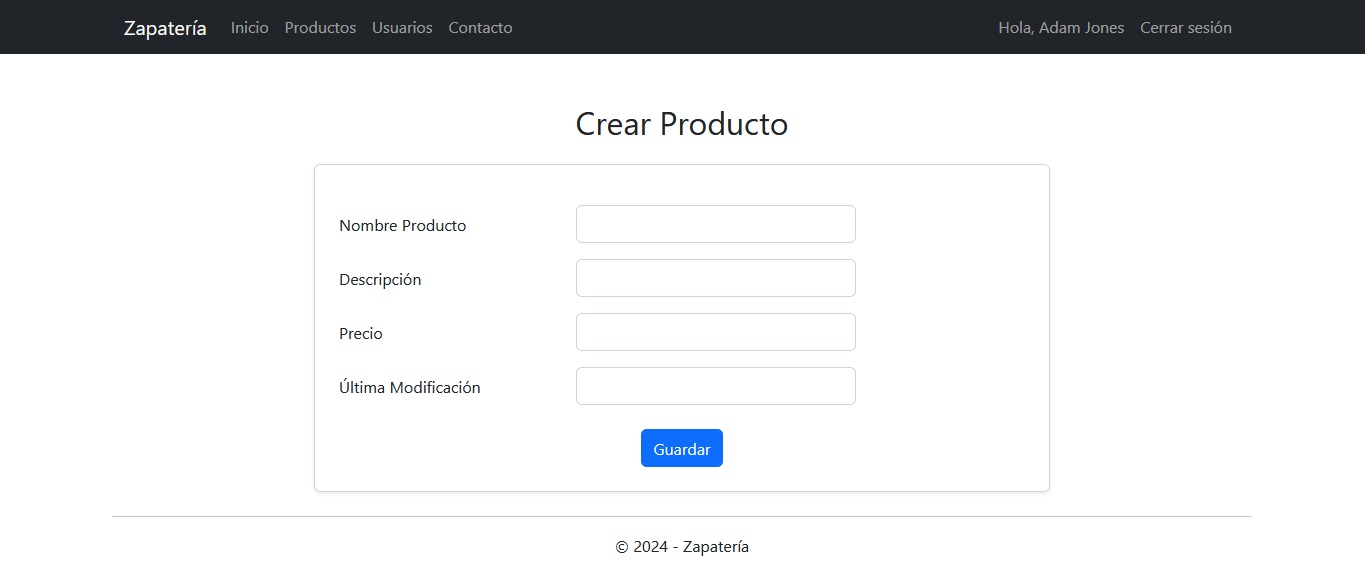 Zapatería Inicio Productos Usuarios Contacto Hola, Adam Jones Cerrar sesión
Crear Producto
Nombre Producto
Descripción
Precio
Última Modificación
Guardar
© 2024 - Zapatería